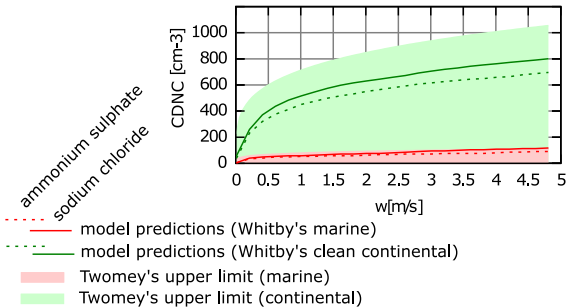 1000
800
600
400
200
0
CDNC [cm-3]
0 0.5 1 1.5 2 2.5 3 3.5 4 4.5 5
w[m/s]
ammonium sulphate
sodium chloride
model predictions (Whitby's marine)
model predictions (Whitby's clean continental)
Twomey's upper limit (marine)
Twomey's upper limit (continental)